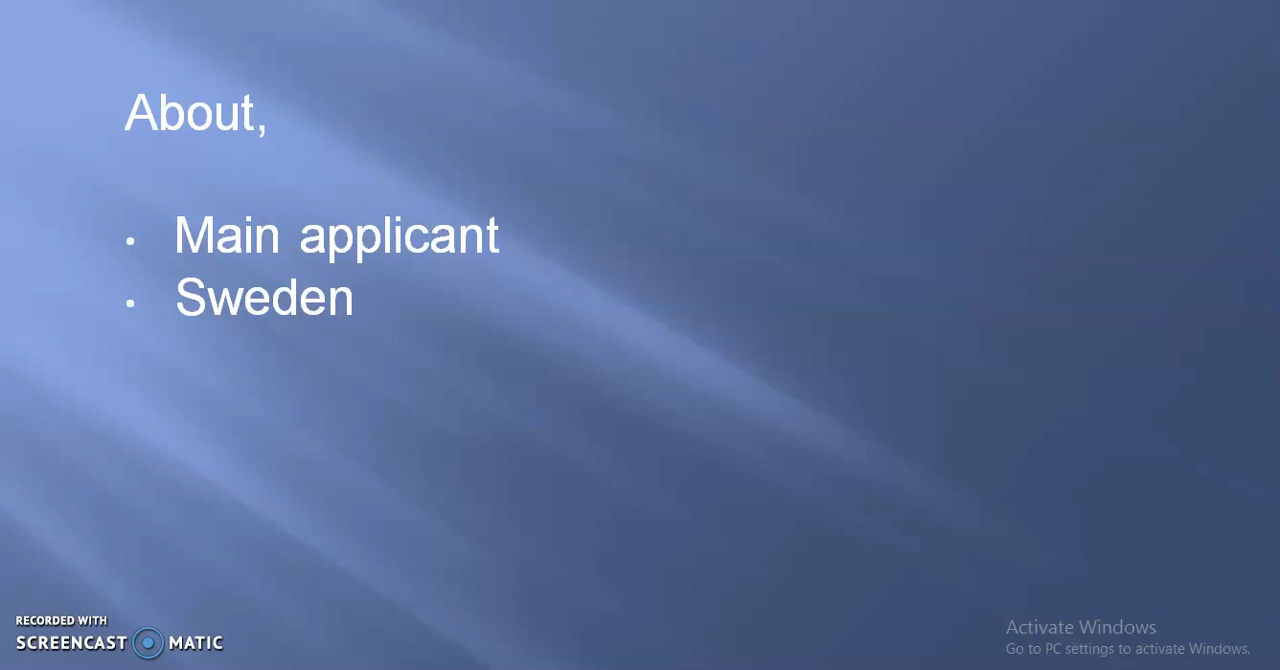 About,
• Main applicant
• Sweden
RECORDED WITH
SCREENCAST MATIC
Activate Windows
Go to PC settings to activate Windows.